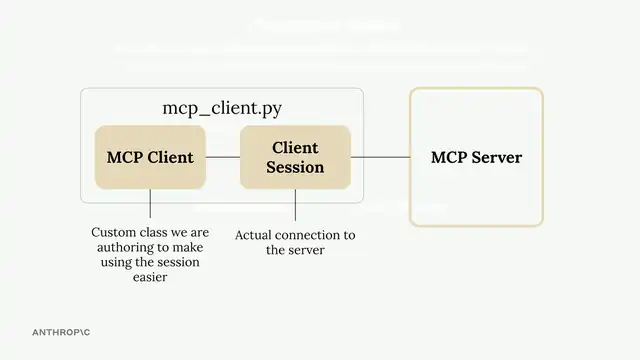 mcp_client.py
MCP Client
Client
Session
MCP Server
Custom class we are
authoring to make
using the session
easier
Actual connection to
the server
ANTHROP\C